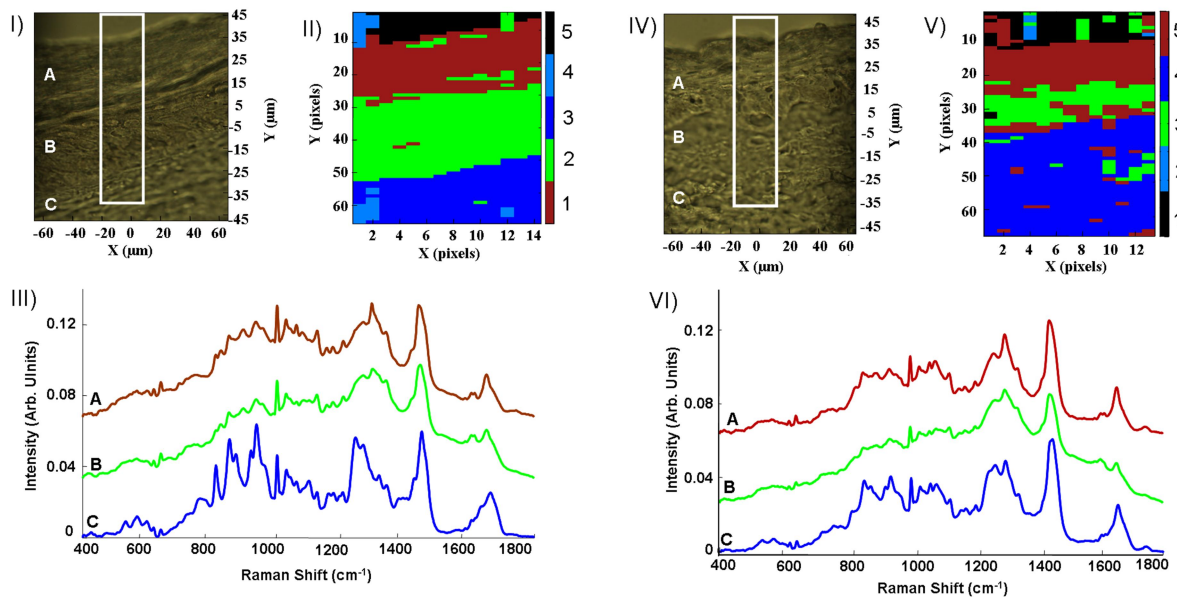 I)
A
B
C
45
35
25
15
5
-5
-15
-25
-35
-45
Y (µm)
-60 -40 -20 0 20 40 60
X (µm)
II)
10
20
30
40
50
60
Y (pixels)
2 4 6 8 10 12 14
X (pixels)
5
4
3
2
1
IV)
A
B
C
45
35
25
15
5
-5
-15
-25
-35
-45
Y (µm)
-60 -40 -20 0 20 40 60
X (µm)
V)
10
20
30
40
50
60
Y (pixels)
2 4 6 8 10 12
X (pixels)
III)
0.12
0.08
0.04
0
Intensity (Arb. UInits)
A
B
C
400 600 800 1000 1200 1400 1600 1800
Raman Shift (cm⁻¹)
VI)
0.12
0.08
0.04
0
Intensity (Arb. Units)
A
B
C
400 600 800 1000 1200 1400 1600 1800
Raman Shift (cm⁻¹)